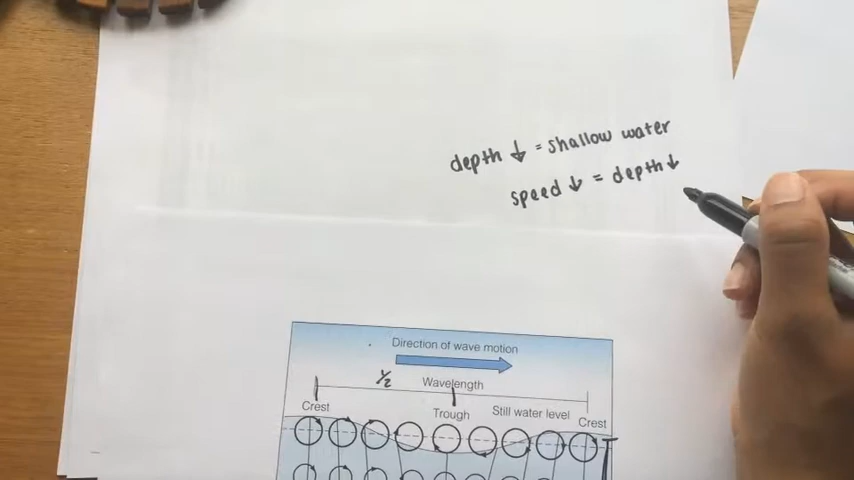 depth ↓ = shallow water
speed ↓ = depth ↓
Direction of wave motion
1/2 Wavelength
Crest Trough Still water level Crest